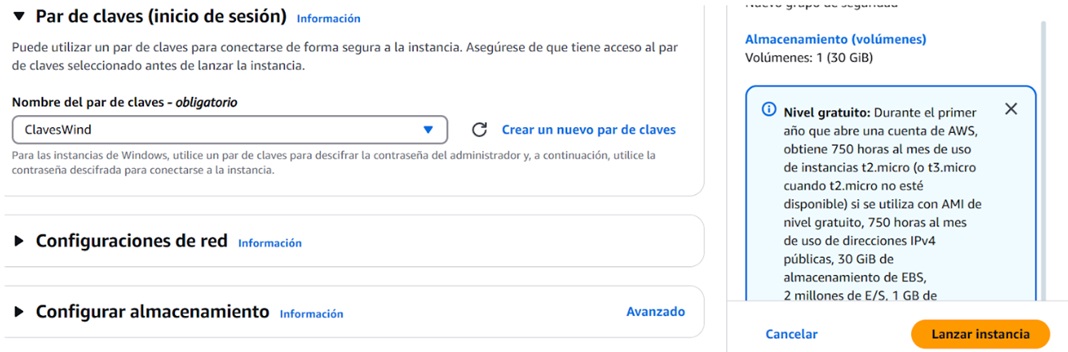 Par de claves (inicio de sesión) Información
Puede utilizar un par de claves para conectarse de forma segura a la instancia. Asegúrese de que tiene acceso al par
de claves seleccionado antes de lanzar la instancia.
Nombre del par de claves - obligatorio
ClavesWind
Crear un nuevo par de claves
Para las instancias de Windows, utilice un par de claves para descifrar la contraseña del administrador y, a continuación, utilice la
contraseña descifrada para conectarse a la instancia.
Configuraciones de red Información
Configurar almacenamiento Información Avanzado
Nuevo grupo de seguridad
Almacenamiento (volúmenes)
Volúmenes: 1 (30 GiB)
Nivel gratuito: Durante el primer
año que abre una cuenta de AWS,
obtiene 750 horas al mes de uso
de instancias t2.micro (o t3.micro
cuando t2.micro no esté
disponible) si se utiliza con AMI de
nivel gratuito, 750 horas al mes
de uso de direcciones IPv4
públicas, 30 GiB de
almacenamiento de EBS,
2 millones de E/S, 1 GB de
Cancelar
Lanzar instancia